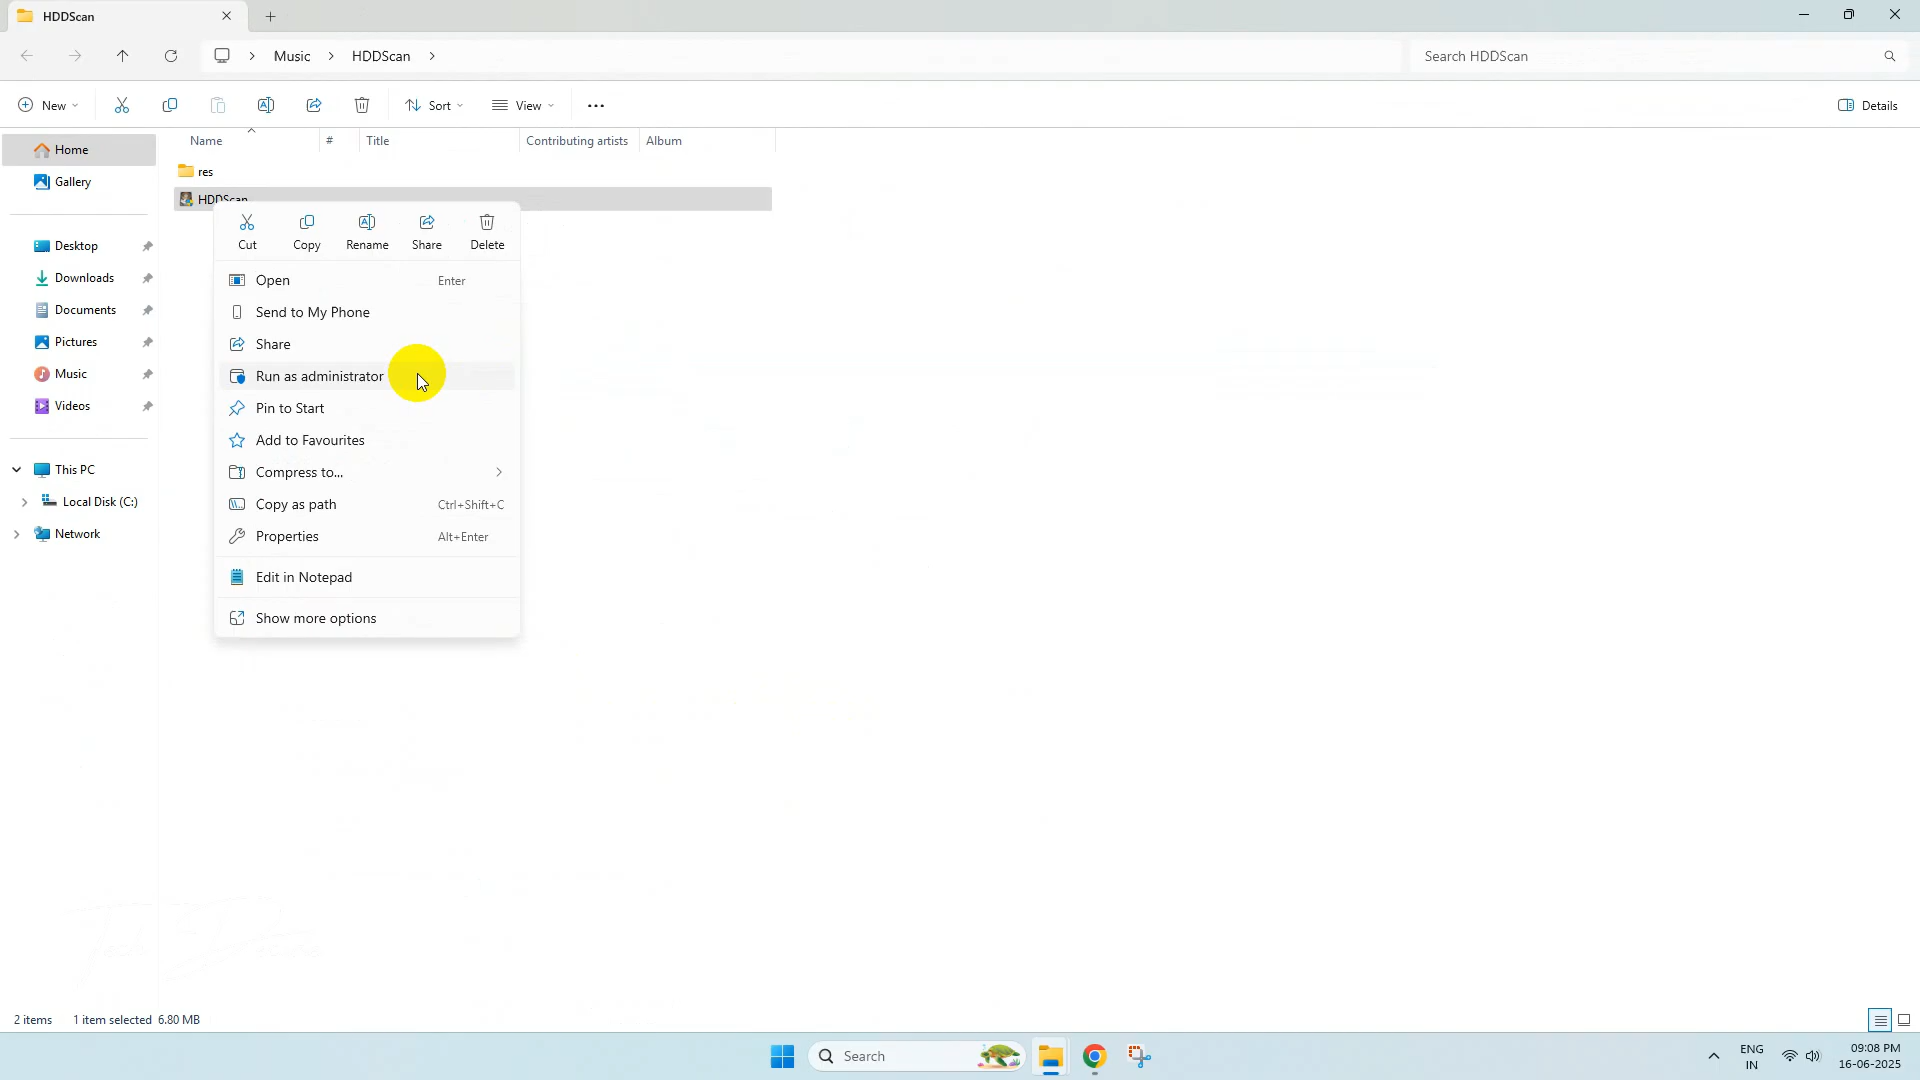 HDDScan
Music
HDDScan
Search HDDScan
New
Sort
View
Details
Name
#
Title
Contributing artists
Album
Home
Gallery
Desktop
Downloads
Documents
Pictures
Music
Videos
This PC
Local Disk (C:)
Network
res
HDDScan
Cut
Copy
Rename
Share
Delete
Open
Enter
Send to My Phone
Share
Run as administrator
Pin to Start
Add to Favourites
Compress to...
Copy as path
Ctrl+Shift+C
Properties
Alt+Enter
Edit in Notepad
Show more options
2 items
1 item selected 6.80 MB
Search
ENG
IN
09:08 PM
16-06-2025